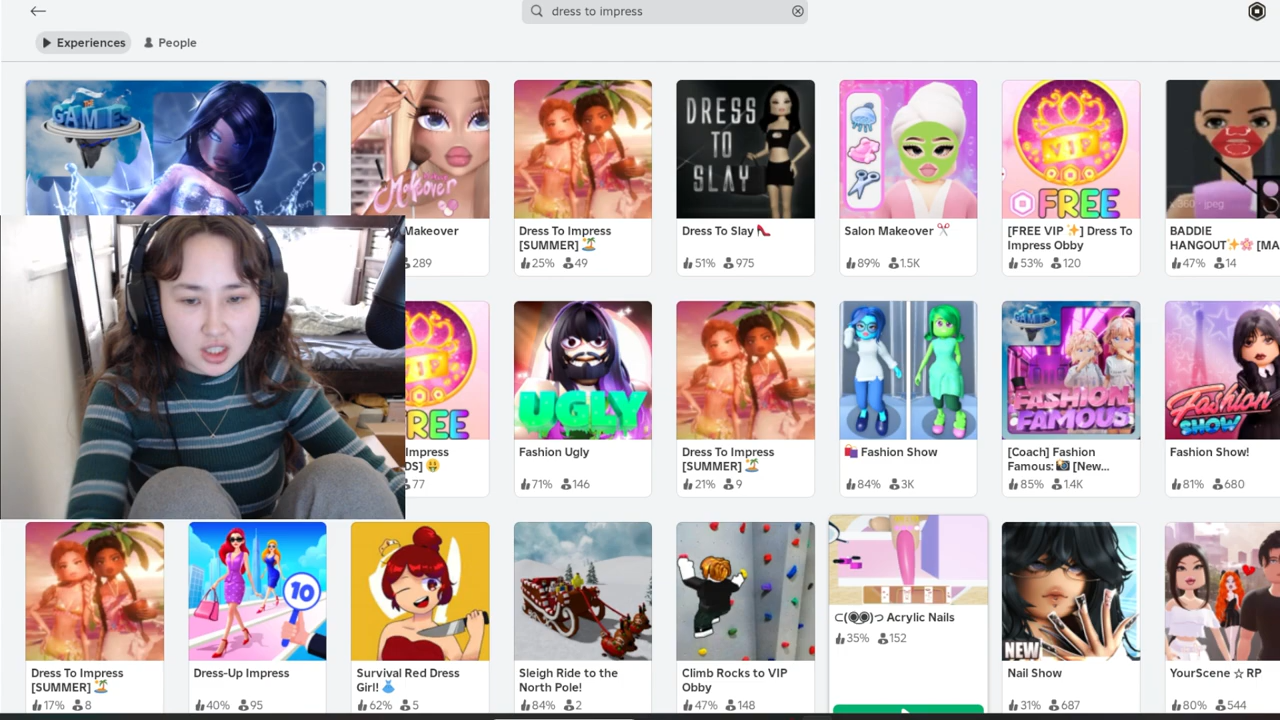 dress to impress
Experiences
People
THE
GAMES
Makeover
DRESS
TO
SLAY
VIP
FREE
x360 · jpeg
Makeover
289
Dress To Impress
[SUMMER] 🏝️
25% 49
Dress To Slay 👠
51% 975
Salon Makeover ✂️
89% 1.5K
[FREE VIP ✨] Dress To
Impress Obby
53% 120
BADDIE
HANGOUT✨🌸 [MA
47% 14
REE
UGLY
FASHION
FAMOUS
Fashion
SHOW
Impress
DS] 🤑
77
Fashion Ugly
71% 146
Dress To Impress
[SUMMER] 🏝️
21% 9
🛍️ Fashion Show
84% 3K
[Coach] Fashion
Famous: 📸 [New...
85% 1.4K
Fashion Show!
81% 680
10
NEW
Dress To Impress
[SUMMER] 🏝️
17% 8
Dress-Up Impress
40% 95
Survival Red Dress
Girl! 👗
62% 5
Sleigh Ride to the
North Pole!
84% 2
Climb Rocks to VIP
Obby
47% 148
⊂(◉◉)つ Acrylic Nails
35% 152
Nail Show
31% 687
YourScene ☆ RP
80% 544